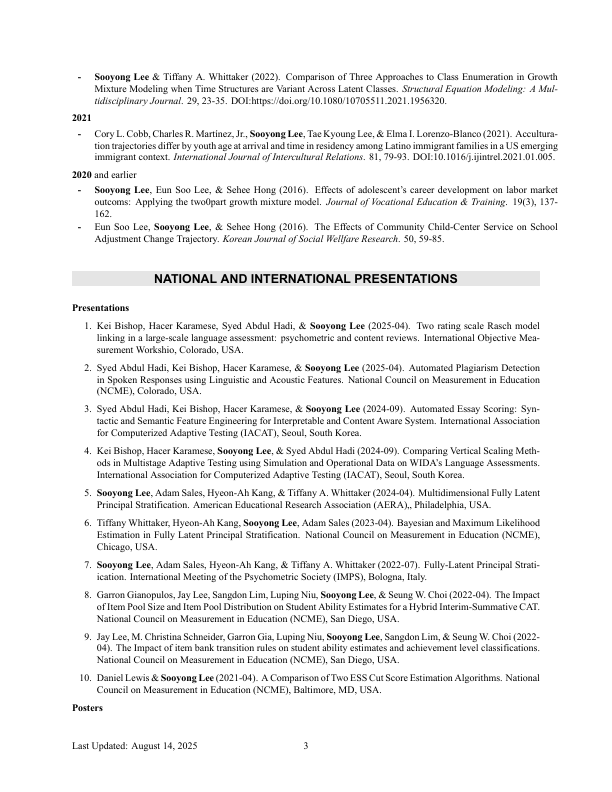 - Sooyong Lee & Tiffany A. Whittaker (2022). Comparison of Three Approaches to Class Enumeration in Growth
Mixture Modeling when Time Structures are Variant Across Latent Classes. Structural Equation Modeling: A Mul-
tidisciplinary Journal. 29, 23-35. DOI:https://doi.org/10.1080/10705511.2021.1956320.
2021
- Cory L. Cobb, Charles R. Martínez, Jr., Sooyong Lee, Tae Kyoung Lee, & Elma I. Lorenzo-Blanco (2021). Accultura-
tion trajectories differ by youth age at arrival and time in residency among Latino immigrant families in a US emerging
immigrant context. International Journal of Intercultural Relations. 81, 79-93. DOI:10.1016/j.ijintrel.2021.01.005.
2020 and earlier
- Sooyong Lee, Eun Soo Lee, & Sehee Hong (2016). Effects of adolescent's career development on labor market
outcoms: Applying the two0part growth mixture model. Journal of Vocational Education & Training. 19(3), 137-
162.
- Eun Soo Lee, Sooyong Lee, & Sehee Hong (2016). The Effects of Community Child-Center Service on School
Adjustment Change Trajectory. Korean Journal of Social Wellfare Research. 50, 59-85.
NATIONAL AND INTERNATIONAL PRESENTATIONS
Presentations
1. Kei Bishop, Hacer Karamese, Syed Abdul Hadi, & Sooyong Lee (2025-04). Two rating scale Rasch model
linking in a large-scale language assessment: psychometric and content reviews. International Objective Mea-
surement Workshio, Colorado, USA.
2. Syed Abdul Hadi, Kei Bishop, Hacer Karamese, & Sooyong Lee (2025-04). Automated Plagiarism Detection
in Spoken Responses using Linguistic and Acoustic Features. National Council on Measurement in Education
(NCME), Colorado, USA.
3. Syed Abdul Hadi, Kei Bishop, Hacer Karamese, & Sooyong Lee (2024-09). Automated Essay Scoring: Syn-
tactic and Semantic Feature Engineering for Interpretable and Content Aware System. International Association
for Computerized Adaptive Testing (IACAT), Seoul, South Korea.
4. Kei Bishop, Hacer Karamese, Sooyong Lee, & Syed Abdul Hadi (2024-09). Comparing Vertical Scaling Meth-
ods in Multistage Adaptive Testing using Simulation and Operational Data on WIDA's Language Assessments.
International Association for Computerized Adaptive Testing (IACAT), Seoul, South Korea.
5. Sooyong Lee, Adam Sales, Hyeon-Ah Kang, & Tiffany A. Whittaker (2024-04). Multidimensional Fully Latent
Principal Stratification. American Educational Research Association (AERA),, Philadelphia, USA.
6. Tiffany Whittaker, Hyeon-Ah Kang, Sooyong Lee, Adam Sales (2023-04). Bayesian and Maximum Likelihood
Estimation in Fully Latent Principal Stratification. National Council on Measurement in Education (NCME),
Chicago, USA.
7. Sooyong Lee, Adam Sales, Hyeon-Ah Kang, & Tiffany A. Whittaker (2022-07). Fully-Latent Principal Strati-
ication. International Meeting of the Psychometric Society (IMPS), Bologna, Italy.
8. Garron Gianopulos, Jay Lee, Sangdon Lim, Luping Niu, Sooyong Lee, & Seung W. Choi (2022-04). The Impact
of Item Pool Size and Item Pool Distribution on Student Ability Estimates for a Hybrid Interim-Summative CAT.
National Council on Measurement in Education (NCME), San Diego, USA.
9. Jay Lee, M. Christina Schneider, Garron Gia, Luping Niu, Sooyong Lee, Sangdon Lim, & Seung W. Choi (2022-
04). The Impact of item bank transition rules on student ability estimates and achievement level classifications.
National Council on Measurement in Education (NCME), San Diego, USA.
10. Daniel Lewis & Sooyong Lee (2021-04). A Comparison of Two ESS Cut Score Estimation Algorithms. National
Council on Measurement in Education (NCME), Baltimore, MD, USA.
Posters
Last Updated: August 14, 2025 3